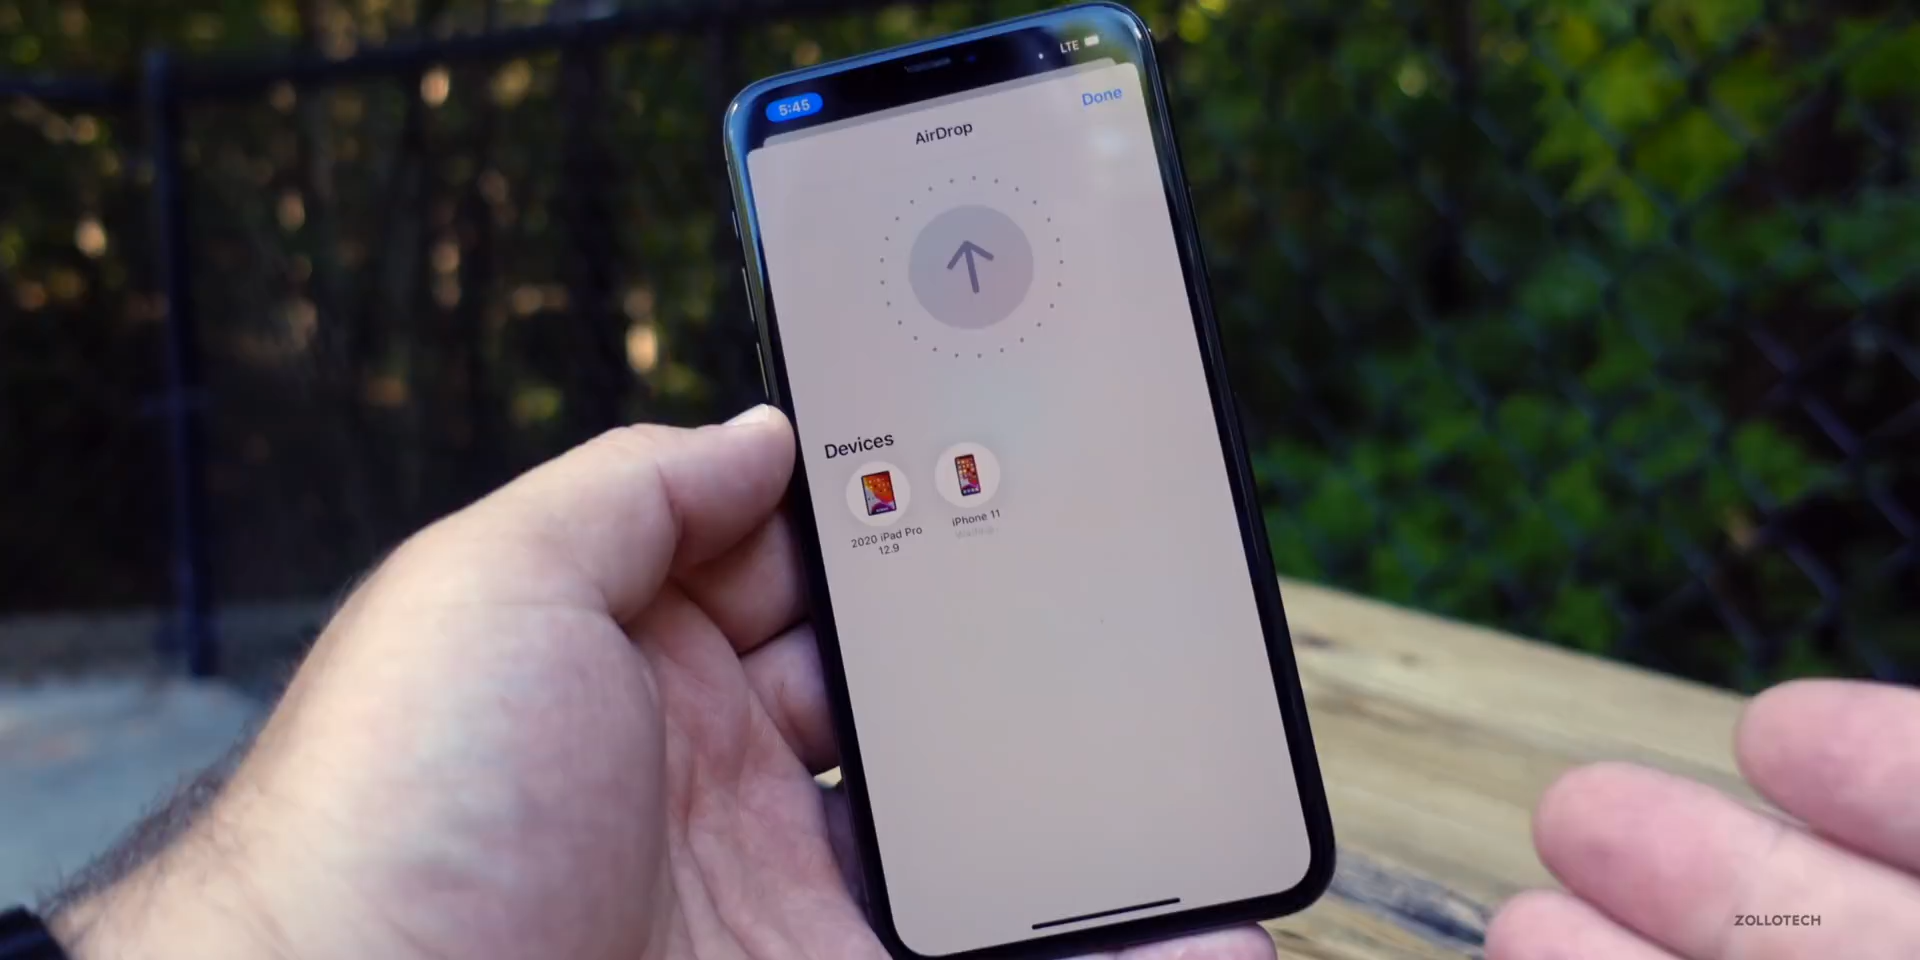 5:45
LTE
Done
AirDrop
Devices
2020 iPad Pro
12.9
iPhone 11
ZOLLOTECH